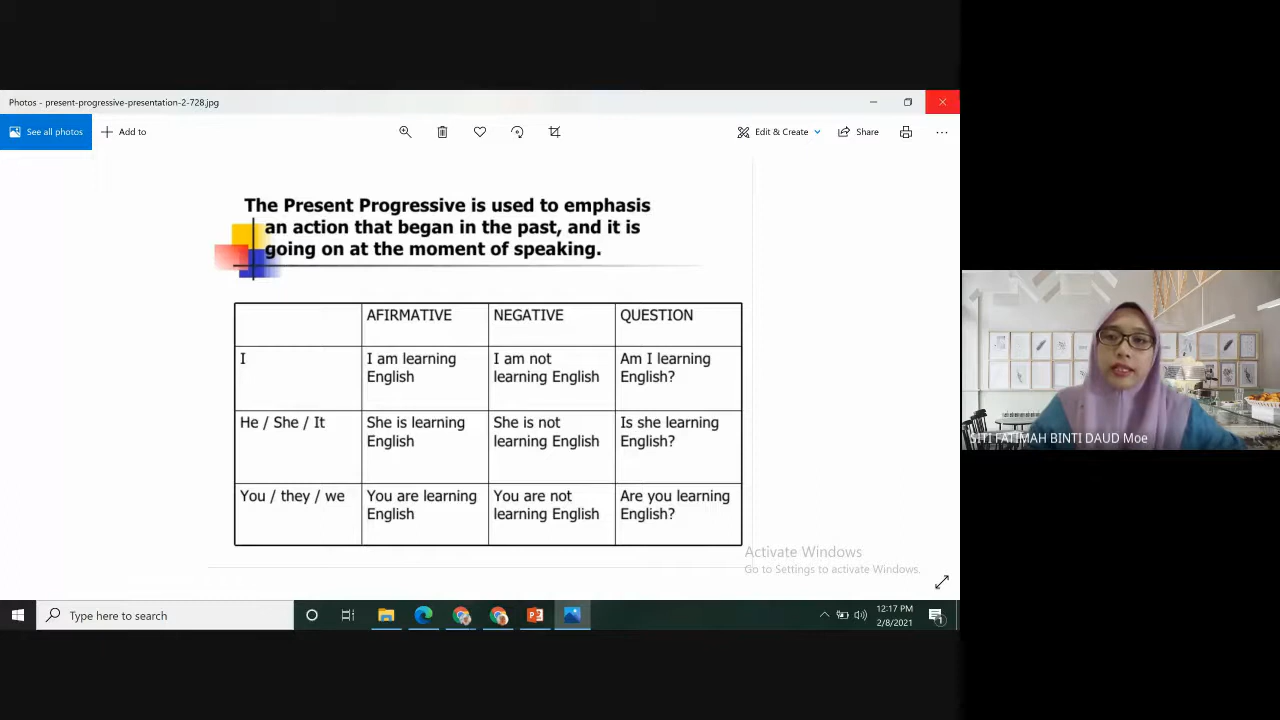 Photos - present-progressive-presentation-2-728.jpg
See all photos
Add to
Edit & Create
Share
The Present Progressive is used to emphasis
an action that began in the past, and it is
going on at the moment of speaking.
AFIRMATIVE NEGATIVE QUESTION
I
I am learning
English
I am not
learning English
Am I learning
English?
He / She / It
She is learning
English
She is not
learning English
Is she learning
English?
You / they / we
You are learning
English
You are not
learning English
Are you learning
English?
Activate Windows
Go to Settings to activate Windows.
SITI FATIMAH BINTI DAUD Moe
Type here to search
12:17 PM
2/8/2021
1